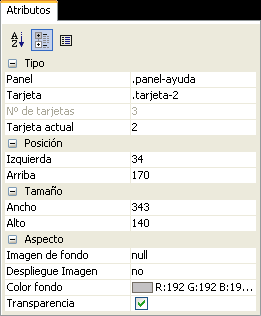 Atributos
Tipo
Panel .panel-ayuda
Tarjeta .tarjeta-2
Nº de tarjetas 3
Tarjeta actual 2
Posición
Izquierda 34
Arriba 170
Tamaño
Ancho 343
Alto 140
Aspecto
Imagen de fondo null
Despliegue Imagen no
Color fondo R:192 G:192 B:19...
Transparencia